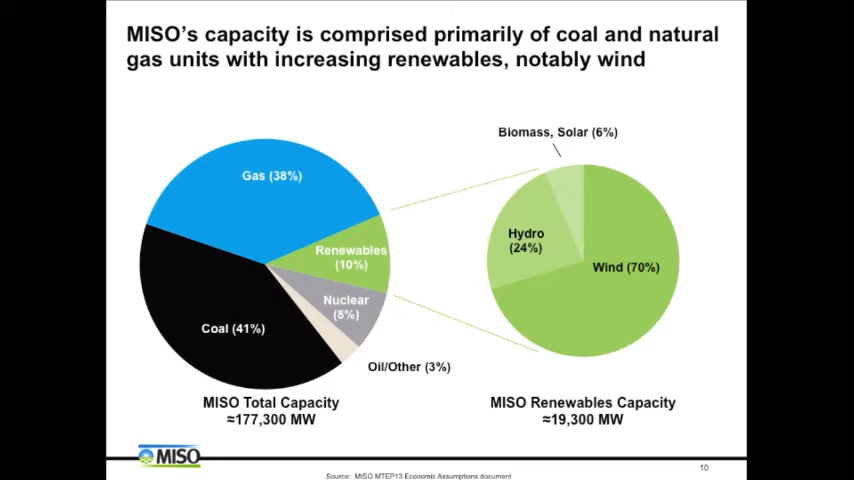 MISO’s capacity is comprised primarily of coal and natural
gas units with increasing renewables, notably wind
Biomass, Solar (6%)
Gas (38%)
Renewables
(10%)
Nuclear
(8%)
Coal (41%)
Oil/Other (3%)
Hydro
(24%)
Wind (70%)
MISO Total Capacity
≈177,300 MW
MISO Renewables Capacity
≈19,300 MW
MISO
10
Source: MISO MTEP13 Economic Assumptions document